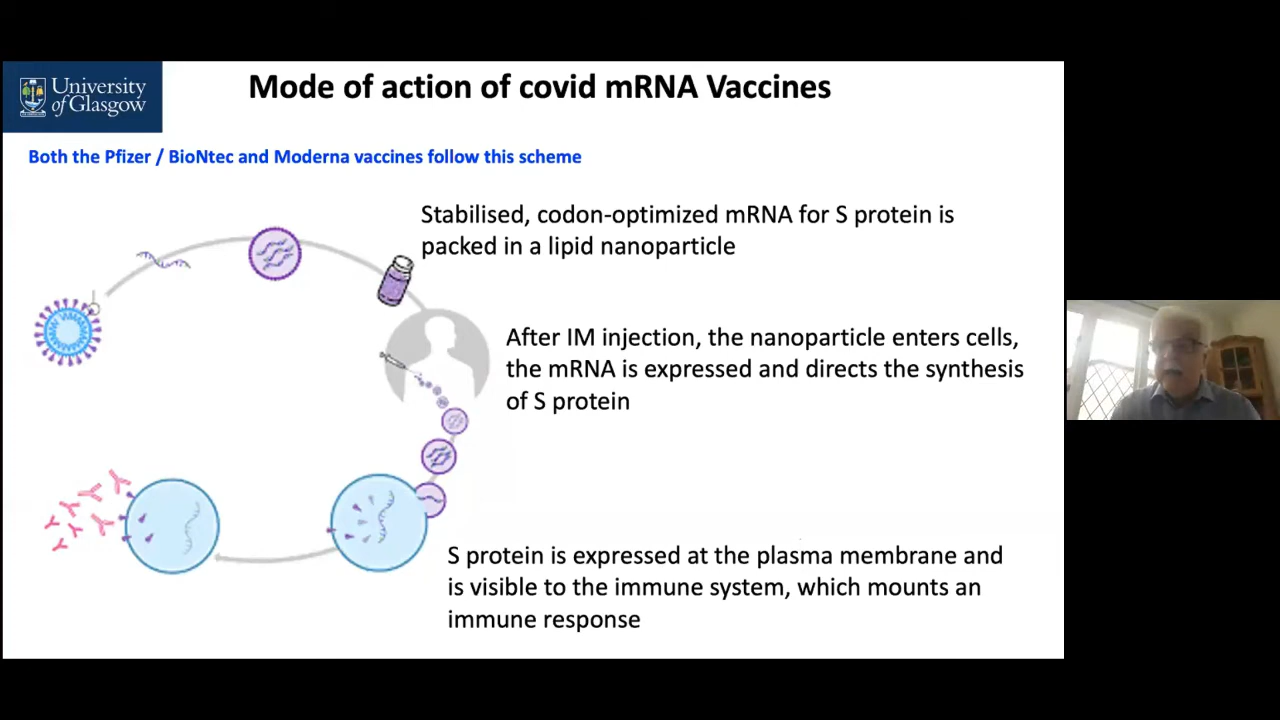 University
of Glasgow
Mode of action of covid mRNA Vaccines
Both the Pfizer / BioNtec and Moderna vaccines follow this scheme
Stabilised, codon-optimized mRNA for S protein is
packed in a lipid nanoparticle
After IM injection, the nanoparticle enters cells,
the mRNA is expressed and directs the synthesis
of S protein
S protein is expressed at the plasma membrane and
is visible to the immune system, which mounts an
immune response